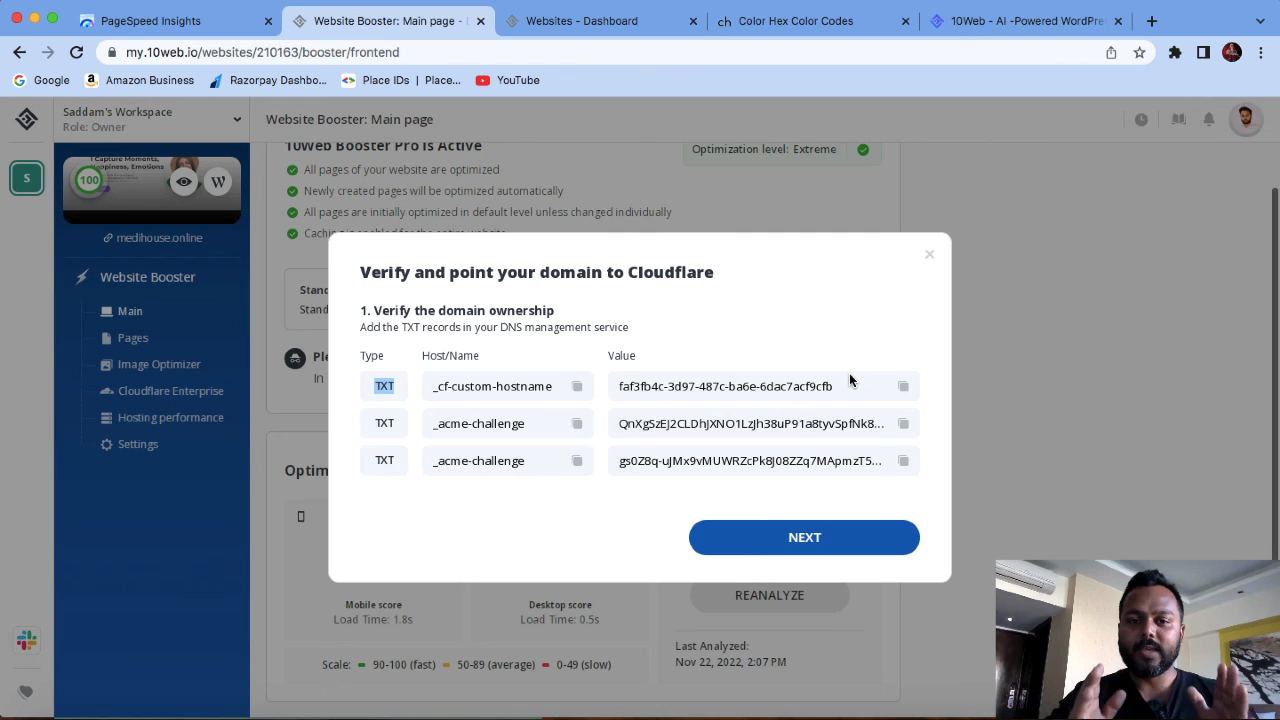 PageSpeed Insights
Website Booster: Main page -
Websites - Dashboard
Color Hex Color Codes
10Web - AI -Powered WordPre
my.10web.io/websites/210163/booster/frontend
Google
Amazon Business
Razorpay Dashbo...
Place IDs | Place...
YouTube
Saddam's Workspace
Role: Owner
Website Booster: Main page
S
100
W
medihouse.online
Website Booster
Main
Pages
Image Optimizer
Cloudflare Enterprise
Hosting performance
Settings
10Web Booster Pro is Active
Optimization level: Extreme
All pages of your website are optimized
Newly created pages will be optimized automatically
All pages are initially optimized in default level unless changed individually
Verify and point your domain to Cloudflare
1. Verify the domain ownership
Add the TXT records in your DNS management service
Type Host/Name Value
TXT _cf-custom-hostname faf3fb4c-3d97-487c-ba6e-6dac7acf9cfb
TXT _acme-challenge QnXgSzEJ2CLDhJXNO1LzJh38uP91a8tyvSpfNk8...
TXT _acme-challenge gs0Z8q-uJMx9vMUWRZcPk8J08ZZq7MApmzT5...
NEXT
Mobile score
Load Time: 1.8s
Desktop score
Load Time: 0.5s
REANALYZE
Scale: 90-100 (fast) 50-89 (average) 0-49 (slow)
Last Analyzed:
Nov 22, 2022, 2:07 PM